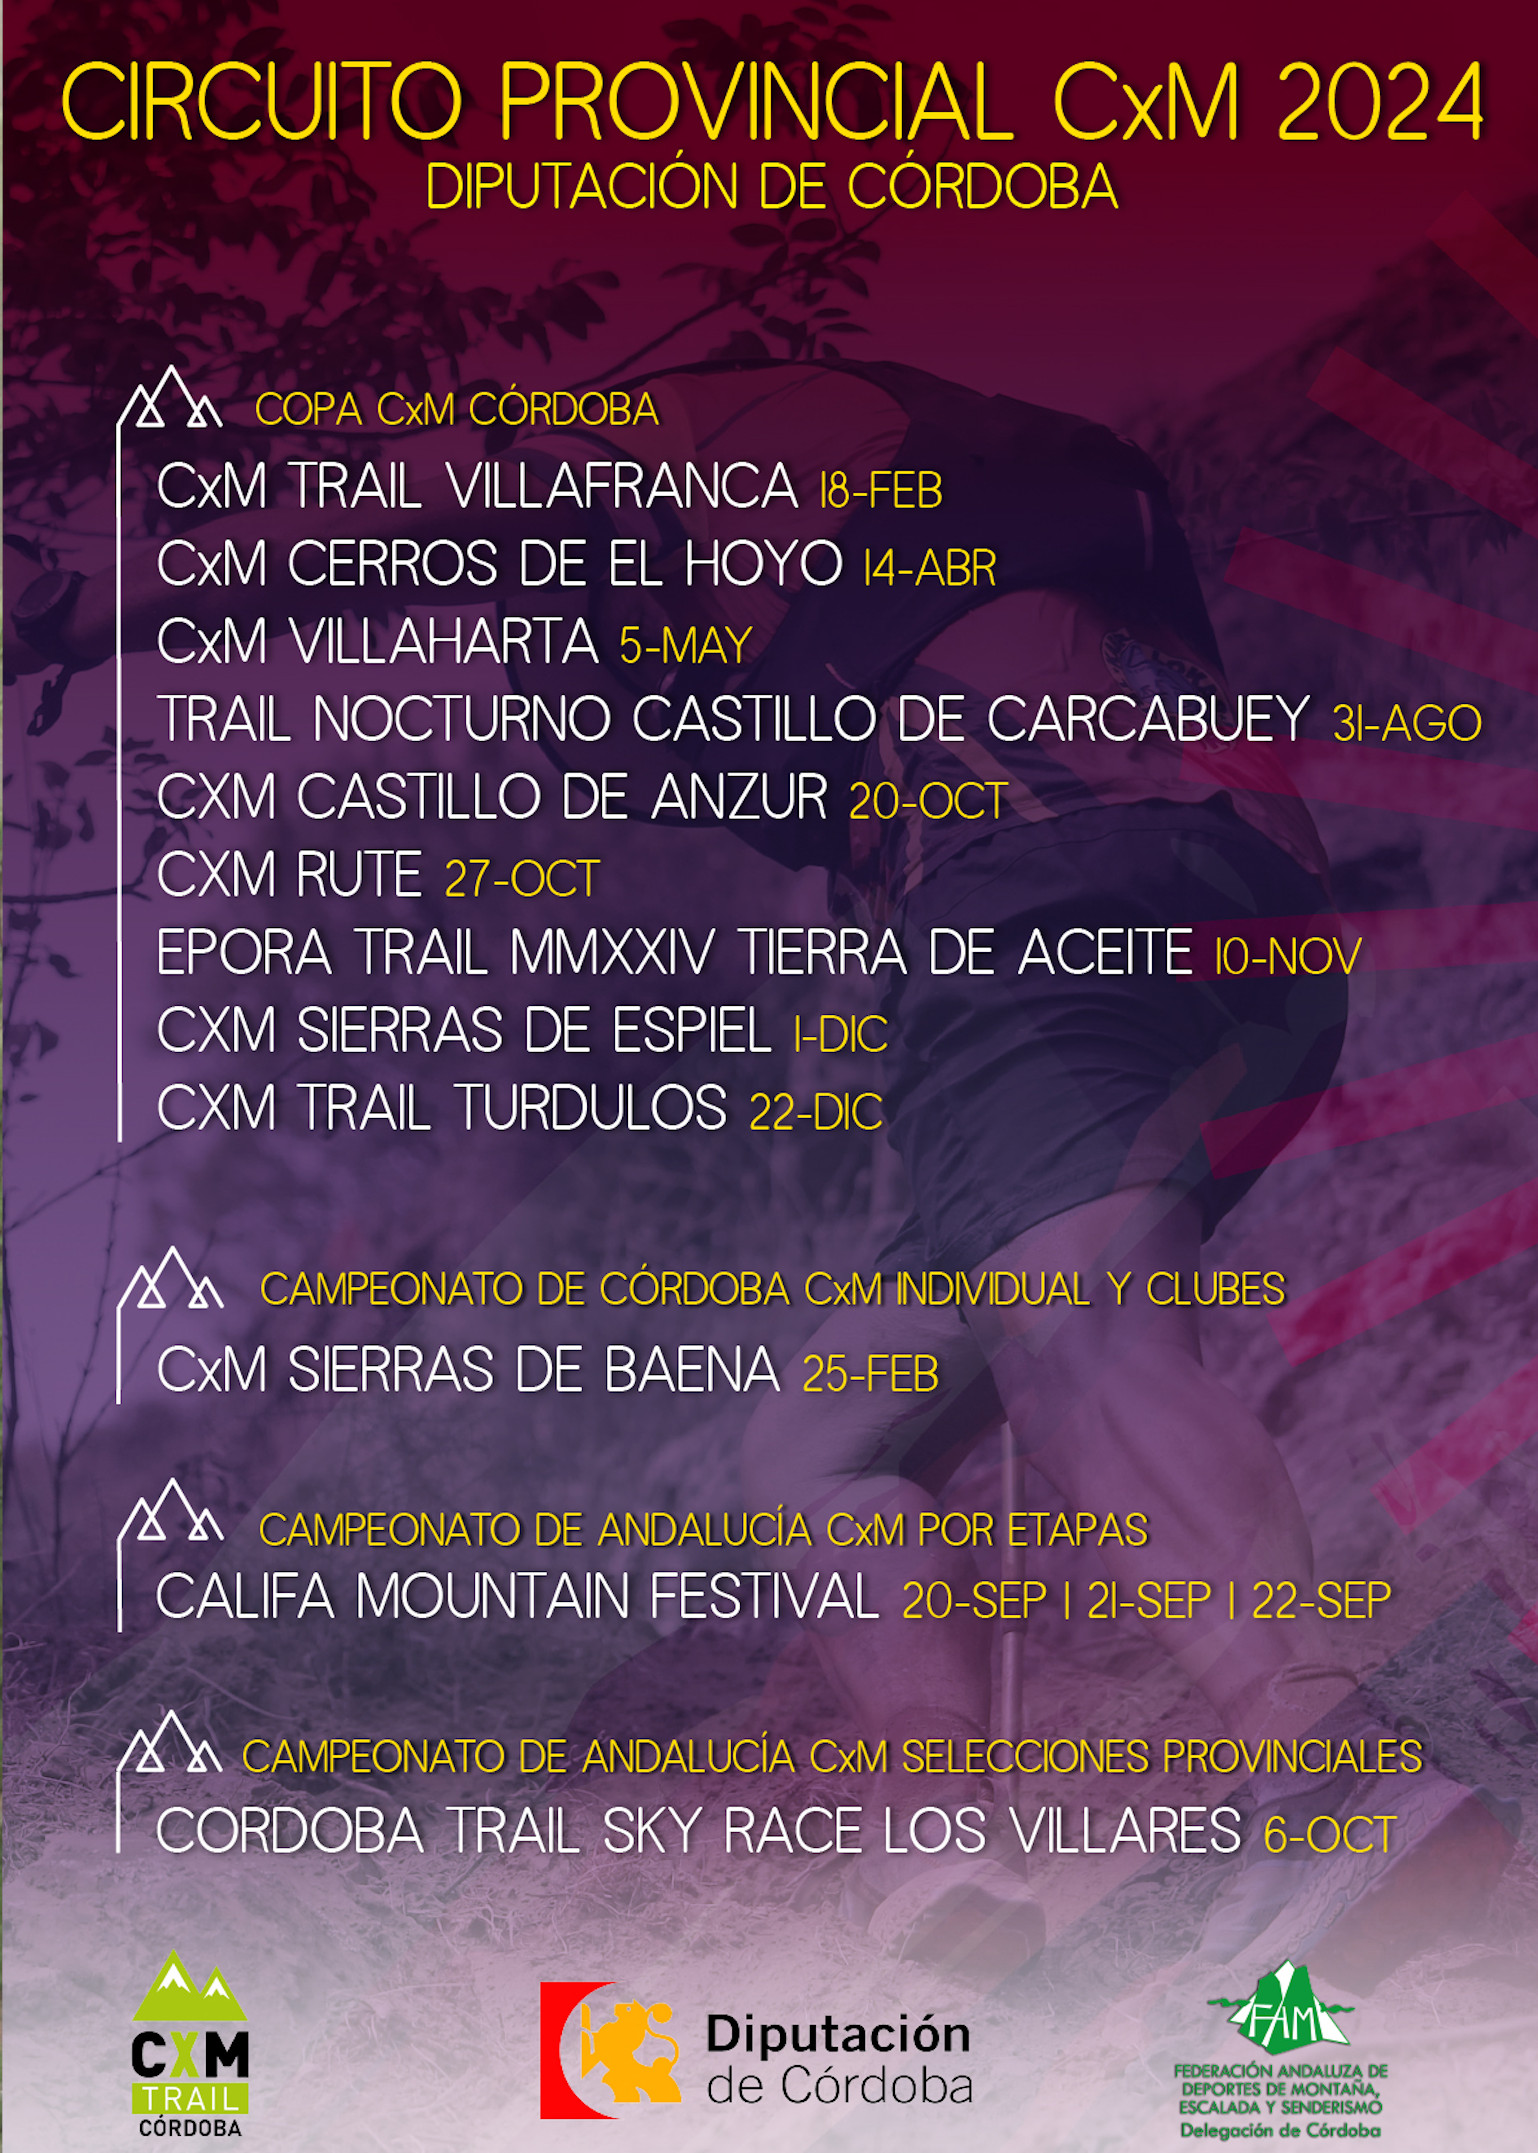 CIRCUITO PROVINCIAL CxM 2024
DIPUTACIÓN DE CÓRDOBA
COPA CxM CÓRDOBA
CxM TRAIL VILLAFRANCA 18-FEB
CxM CERROS DE EL HOYO 14-ABR
CxM VILLAHARTA 5-MAY
TRAIL NOCTURNO CASTILLO DE CARCABUEY 31-AGO
CXM CASTILLO DE ANZUR 20-OCT
CXM RUTE 27-OCT
EPORA TRAIL MMXXIV TIERRA DE ACEITE 10-NOV
CXM SIERRAS DE ESPIEL 1-DIC
CXM TRAIL TURDULOS 22-DIC
CAMPEONATO DE CÓRDOBA CxM INDIVIDUAL Y CLUBES
CxM SIERRAS DE BAENA 25-FEB
CAMPEONATO DE ANDALUCÍA CxM POR ETAPAS
CALIFA MOUNTAIN FESTIVAL 20-SEP | 21-SEP | 22-SEP
CAMPEONATO DE ANDALUCÍA CxM SELECCIONES PROVINCIALES
CORDOBA TRAIL SKY RACE LOS VILLARES 6-OCT
CXM
TRAIL
CÓRDOBA
Diputación
de Córdoba
FAM
FEDERACIÓN ANDALUZA DE
DEPORTES DE MONTAÑA,
ESCALADA Y SENDERISMO
Delegación de Córdoba